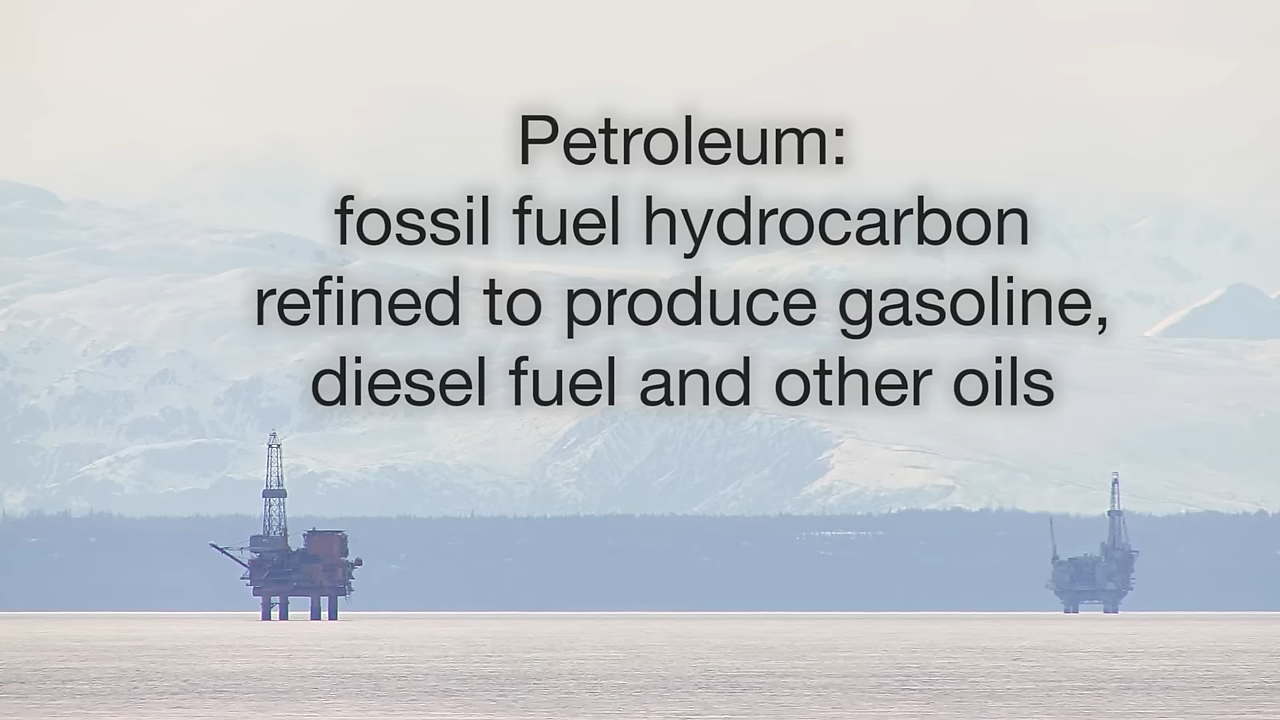 Petroleum:
fossil fuel hydrocarbon
refined to produce gasoline,
diesel fuel and other oils